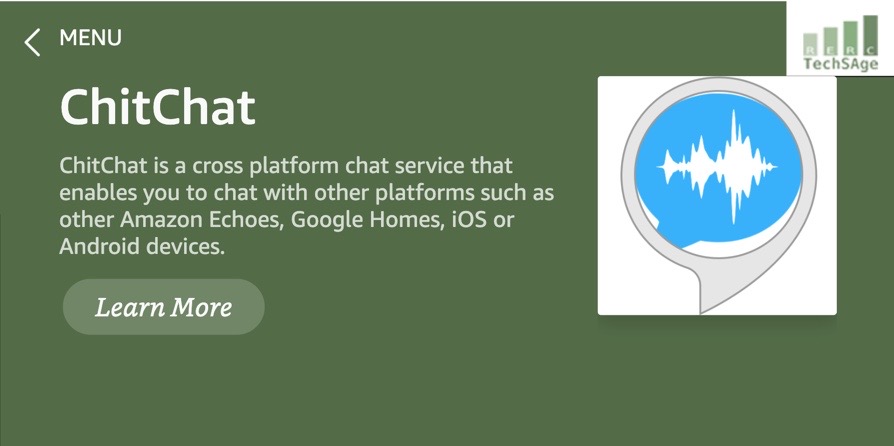 MENU
RERC
TechSAge
ChitChat
ChitChat is a cross platform chat service that
enables you to chat with other platforms such as
other Amazon Echoes, Google Homes, iOS or
Android devices.
Learn More